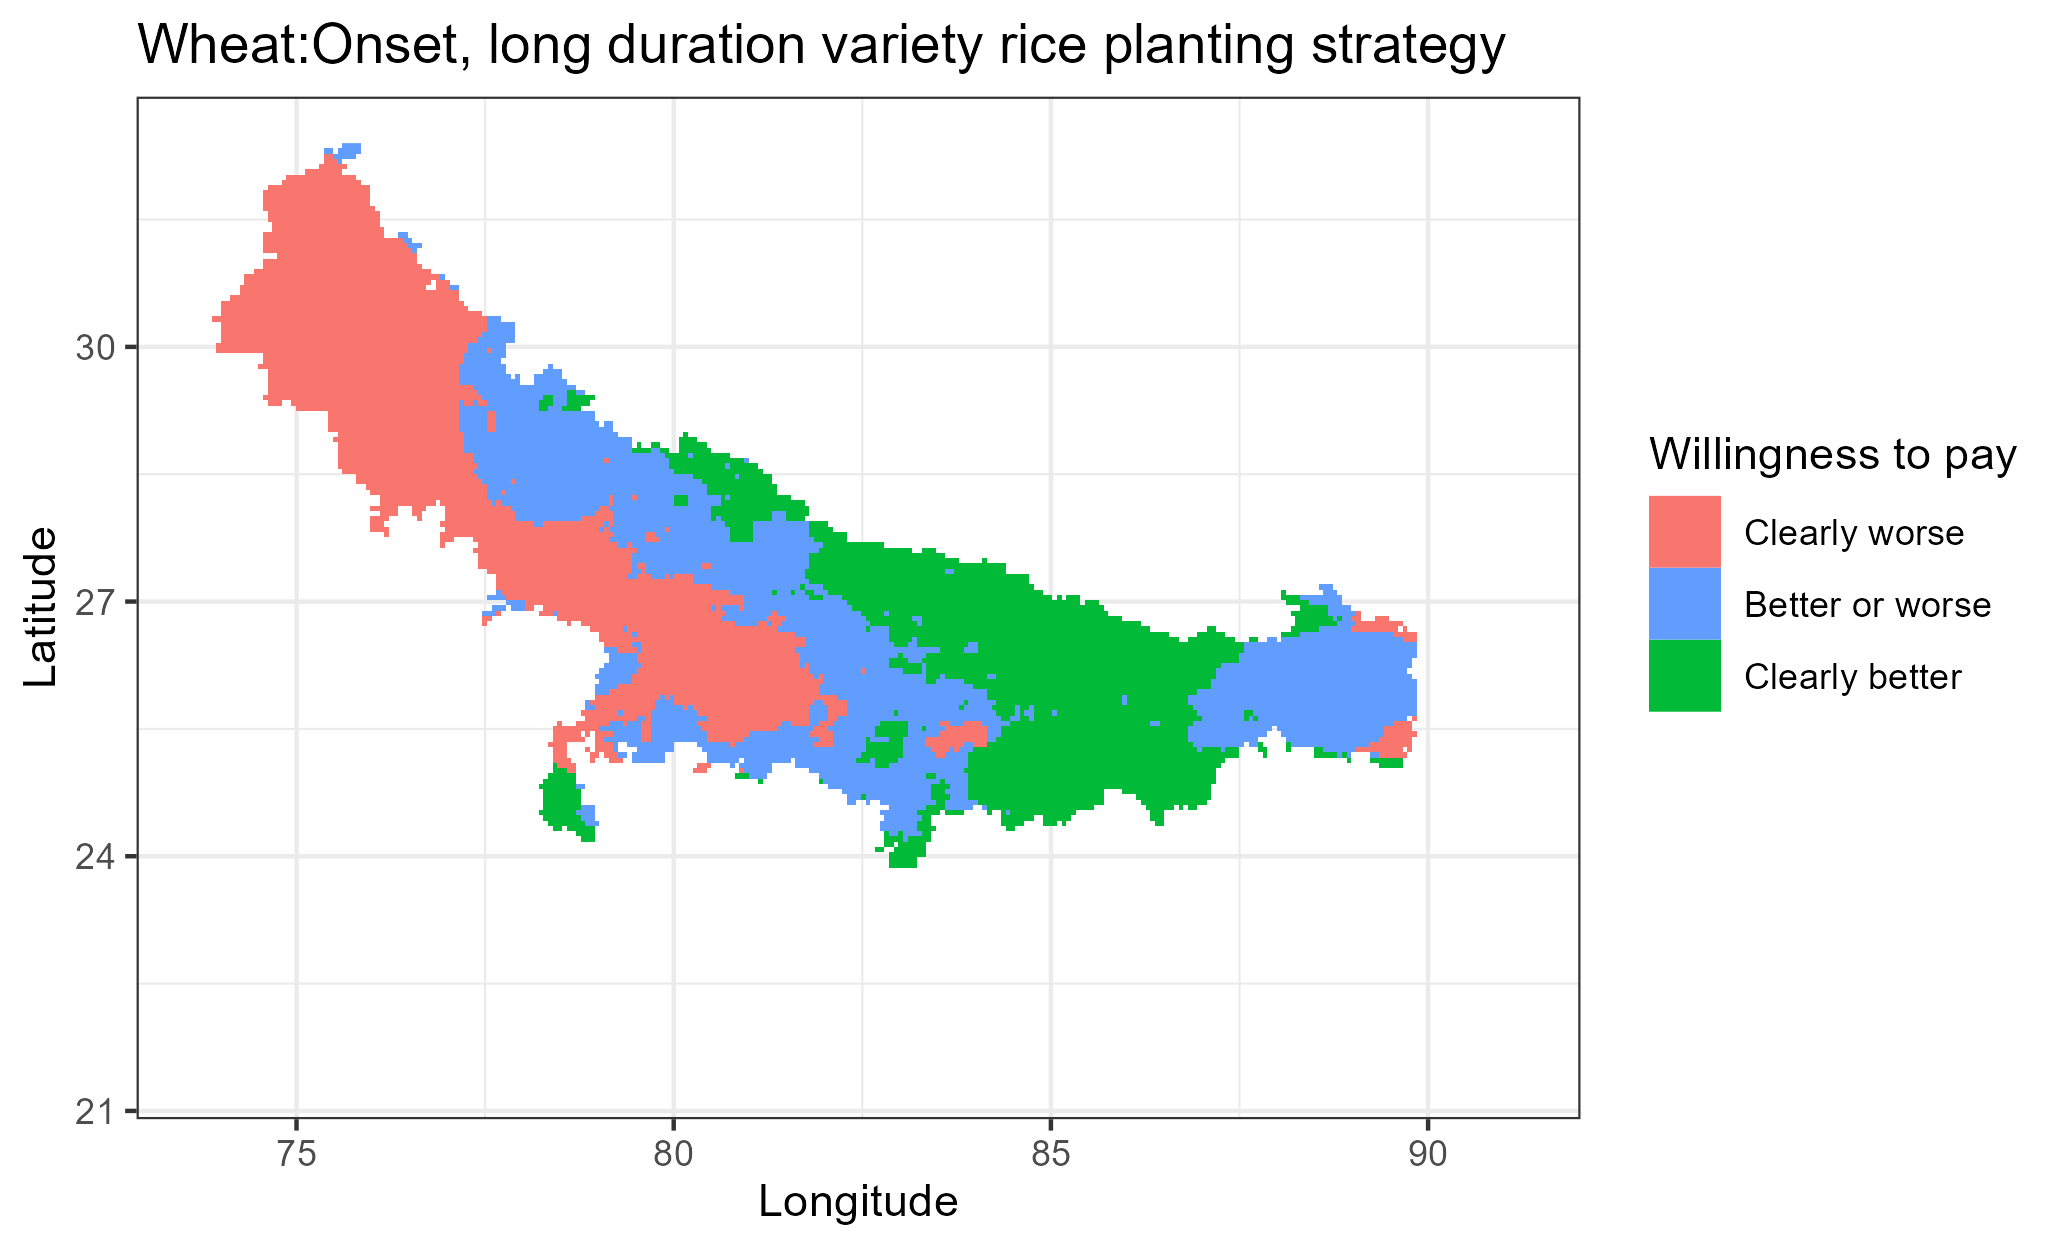 Wheat:Onset, long duration variety rice planting strategy
30
27
24
21
75
80
85
90
Latitude
Longitude
Willingness to pay
Clearly worse
Better or worse
Clearly better